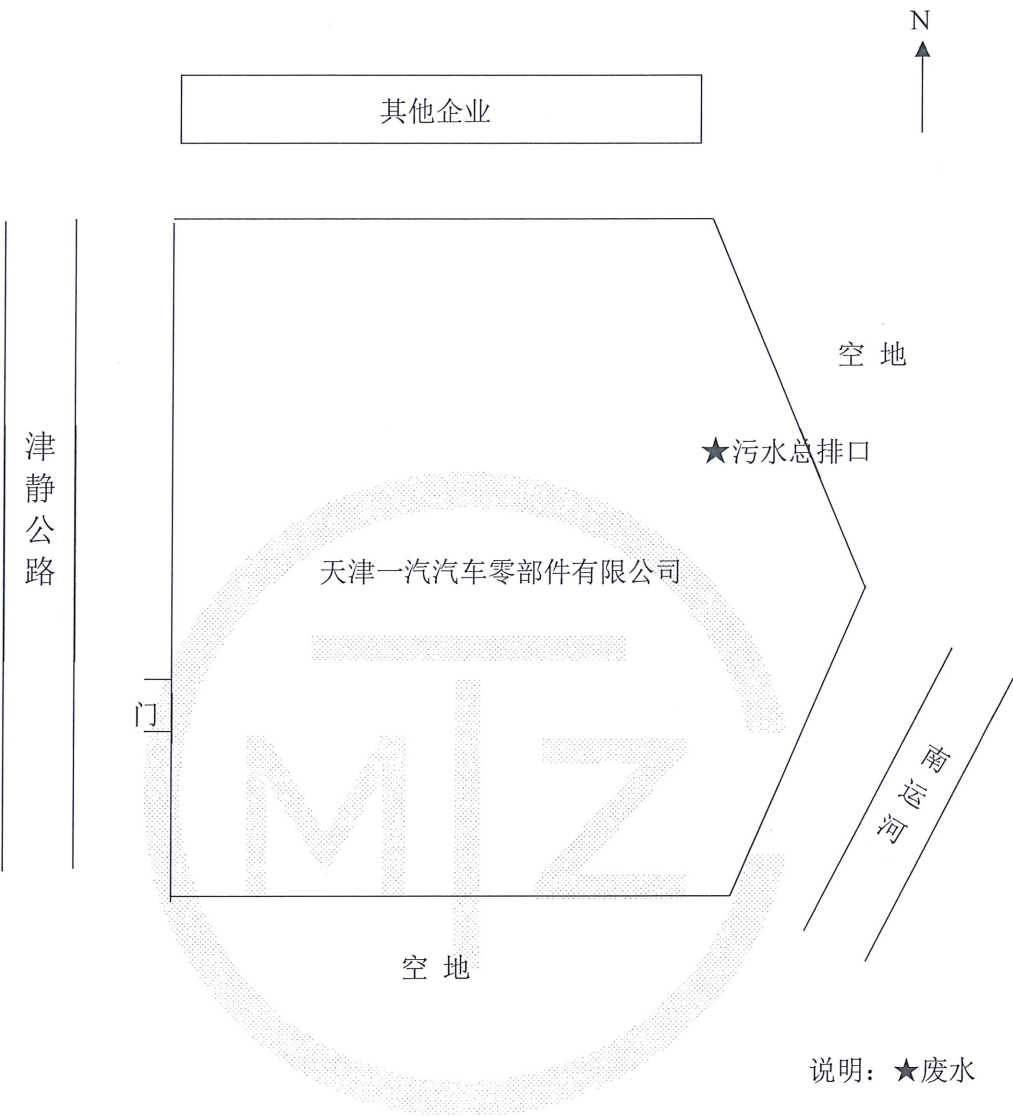 N
其他企业
空 地
★污水总排口
津静公路
天津一汽汽车零部件有限公司
门
MTZ
南运河
空 地
说明：★废水